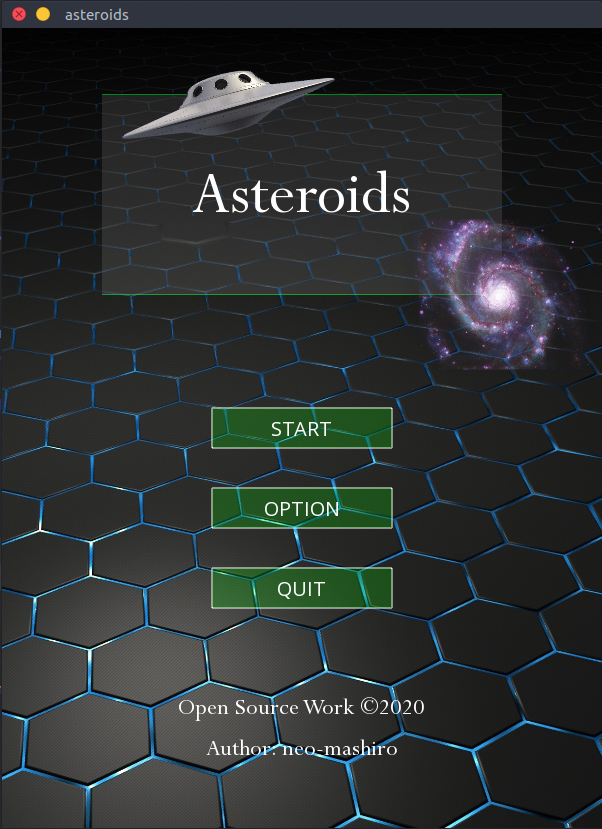 asteroids
Asteroids
START
OPTION
QUIT
Open Source Work ©2020
Author: neo-mashiro